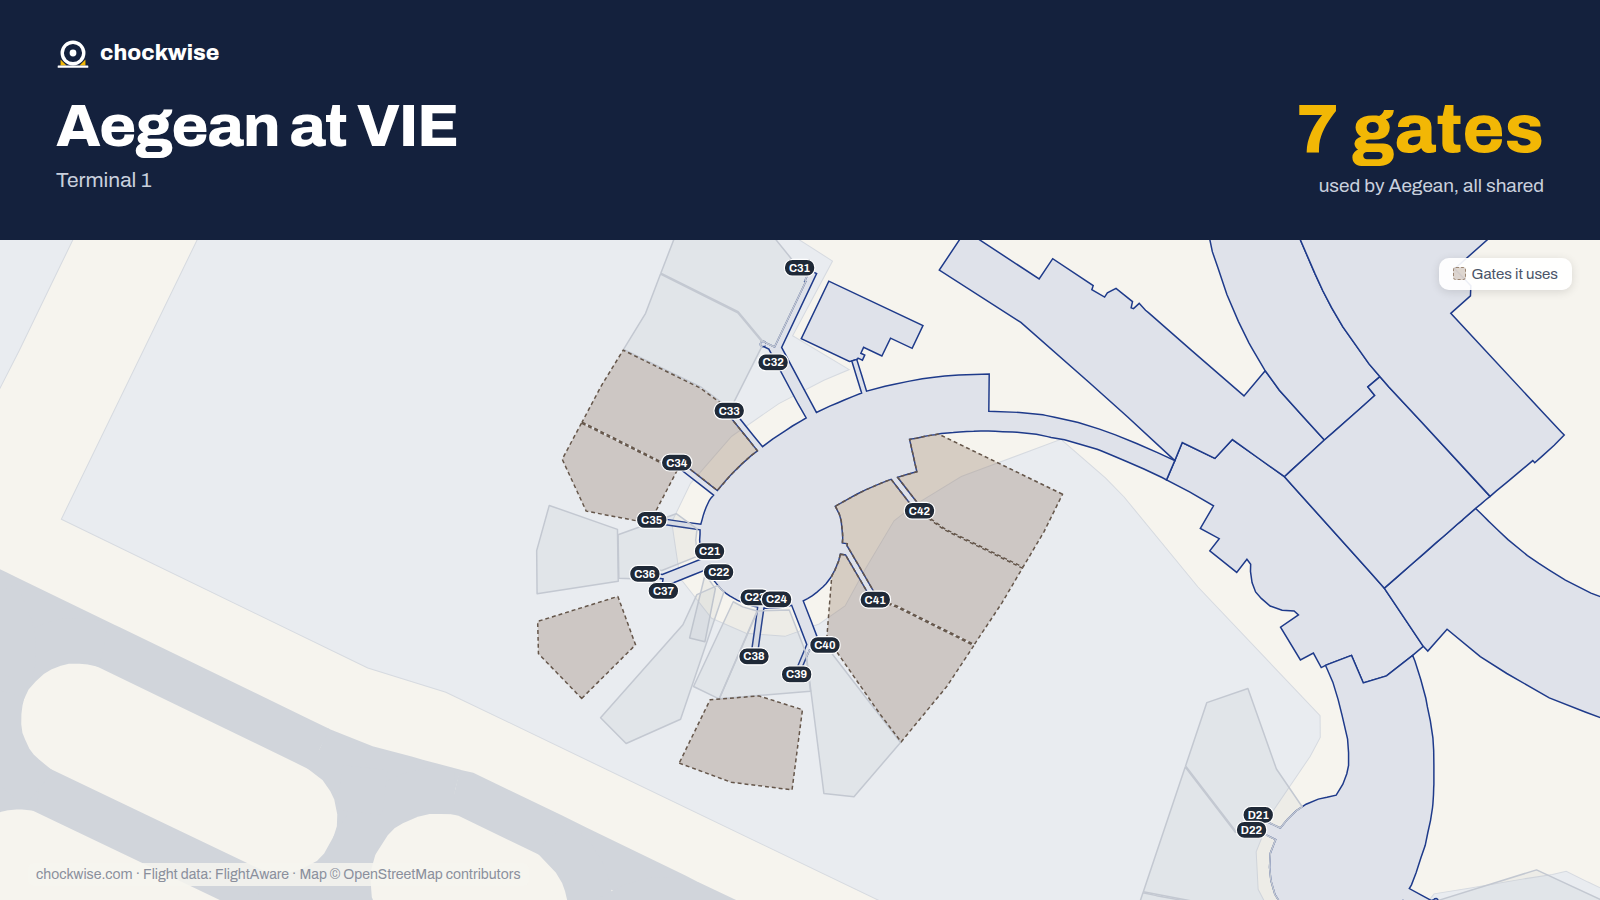 chockwise
Aegean at VIE
Terminal 1
7 gates
used by Aegean, all shared
Gates it uses
C31
C32
C33
C34
C35
C21
C22
C36
C37
C24
C38
C39
C40
C41
C42
D21
D22
chockwise.com · Flight data: FlightAware · Map © OpenStreetMap contributors